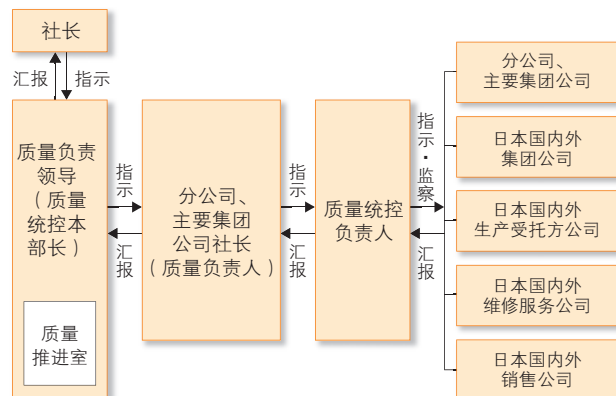 社长
汇报
指示
质量负责
领导
（质量
统控本
部长）
质量
推进室
指示
汇报
分公司、
主要集团
公司社长
（质量负责人）
指示
汇报
质量统控
负责人
指示·监察
汇报
分公司、
主要集团公司
日本国内外
集团公司
日本国内外
生产受托方公司
日本国内外
维修服务公司
日本国内外
销售公司